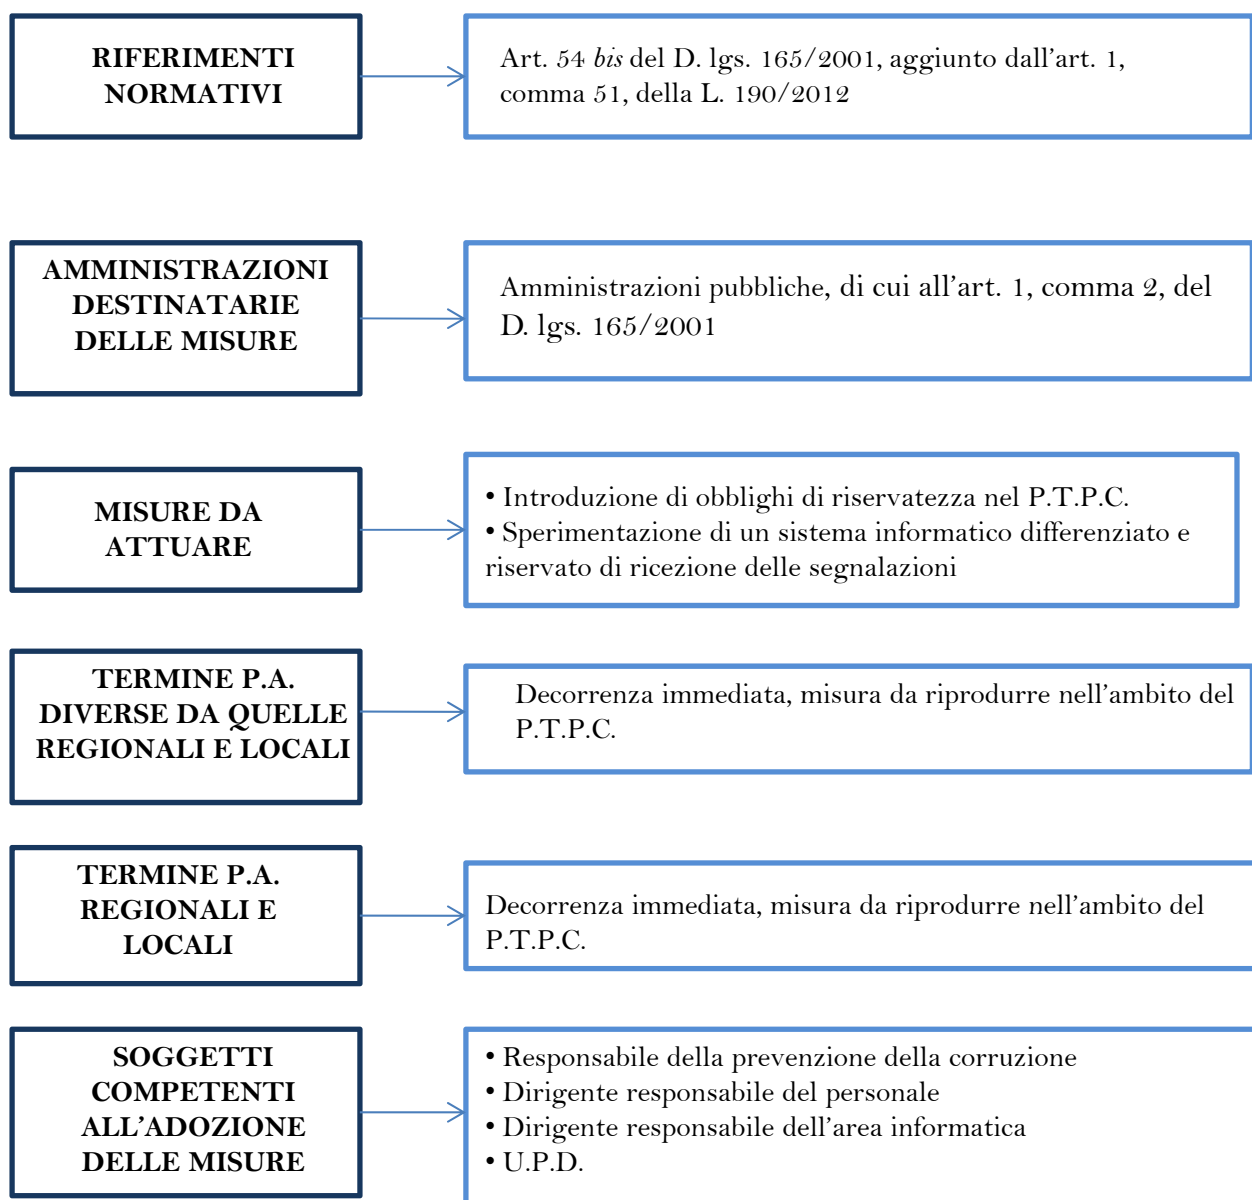 RIFERIMENTI
NORMATIVI
Art. 54 bis del D. lgs. 165/2001, aggiunto dall’art. 1,
comma 51, della L. 190/2012
AMMINISTRAZIONI
DESTINATARIE
DELLE MISURE
Amministrazioni pubbliche, di cui all’art. 1, comma 2, del
D. lgs. 165/2001
MISURE DA
ATTUARE
• Introduzione di obblighi di riservatezza nel P.T.P.C.
• Sperimentazione di un sistema informatico differenziato e
riservato di ricezione delle segnalazioni
TERMINE P.A.
DIVERSE DA QUELLE
REGIONALI E LOCALI
Decorrenza immediata, misura da riprodurre nell’ambito del
P.T.P.C.
TERMINE P.A.
REGIONALI E
LOCALI
Decorrenza immediata, misura da riprodurre nell’ambito del
P.T.P.C.
SOGGETTI
COMPETENTI
ALL’ADOZIONE
DELLE MISURE
• Responsabile della prevenzione della corruzione
• Dirigente responsabile del personale
• Dirigente responsabile dell’area informatica
• U.P.D.